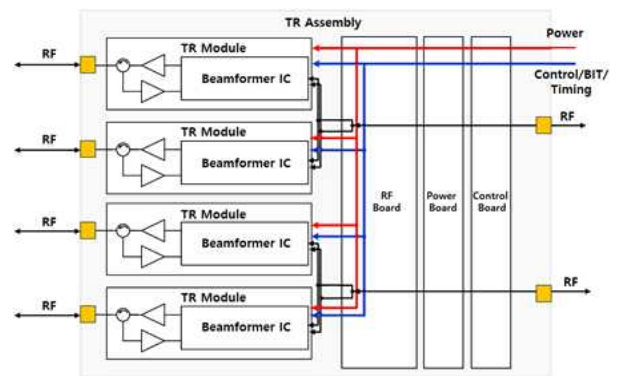 TR Assembly
Power
Control/BIT/
Timing
RF
TR Module
Beamformer IC
RF
RF
TR Module
Beamformer IC
RF
Board
Power
Board
Control
Board
RF
TR Module
Beamformer IC
RF
RF
TR Module
Beamformer IC